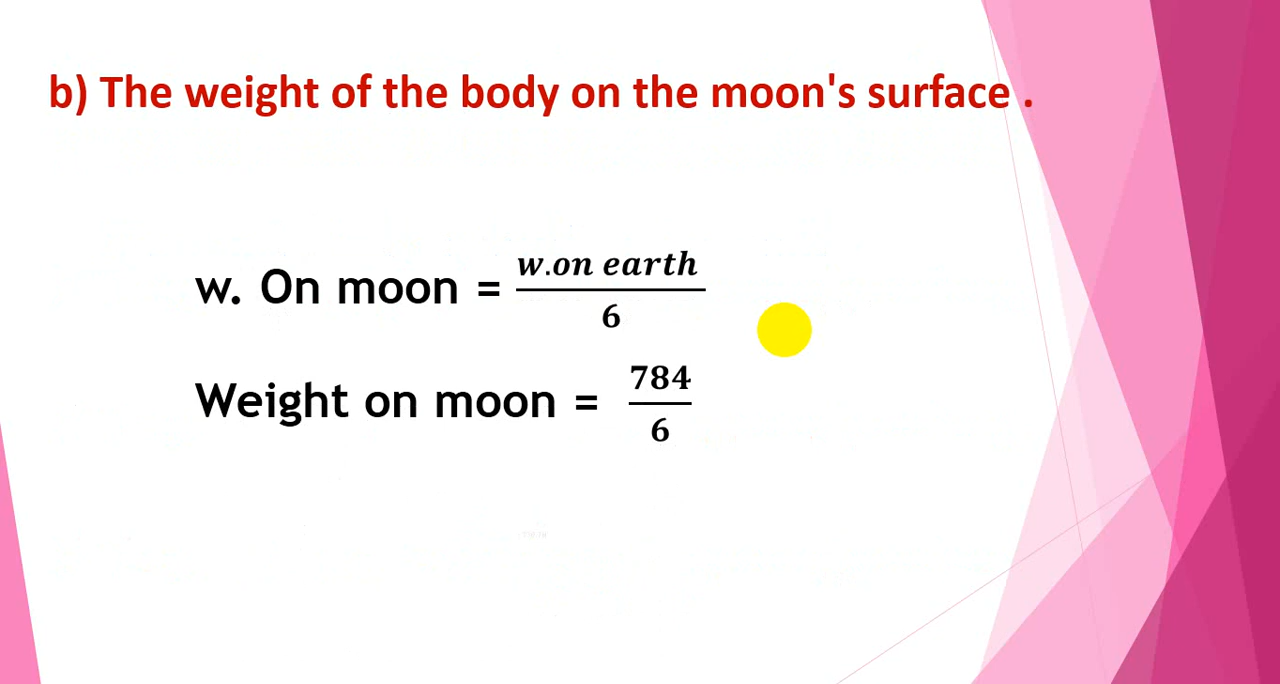 b) The weight of the body on the moon's surface .
w. On moon = w.on earth / 6
Weight on moon = 784 / 6